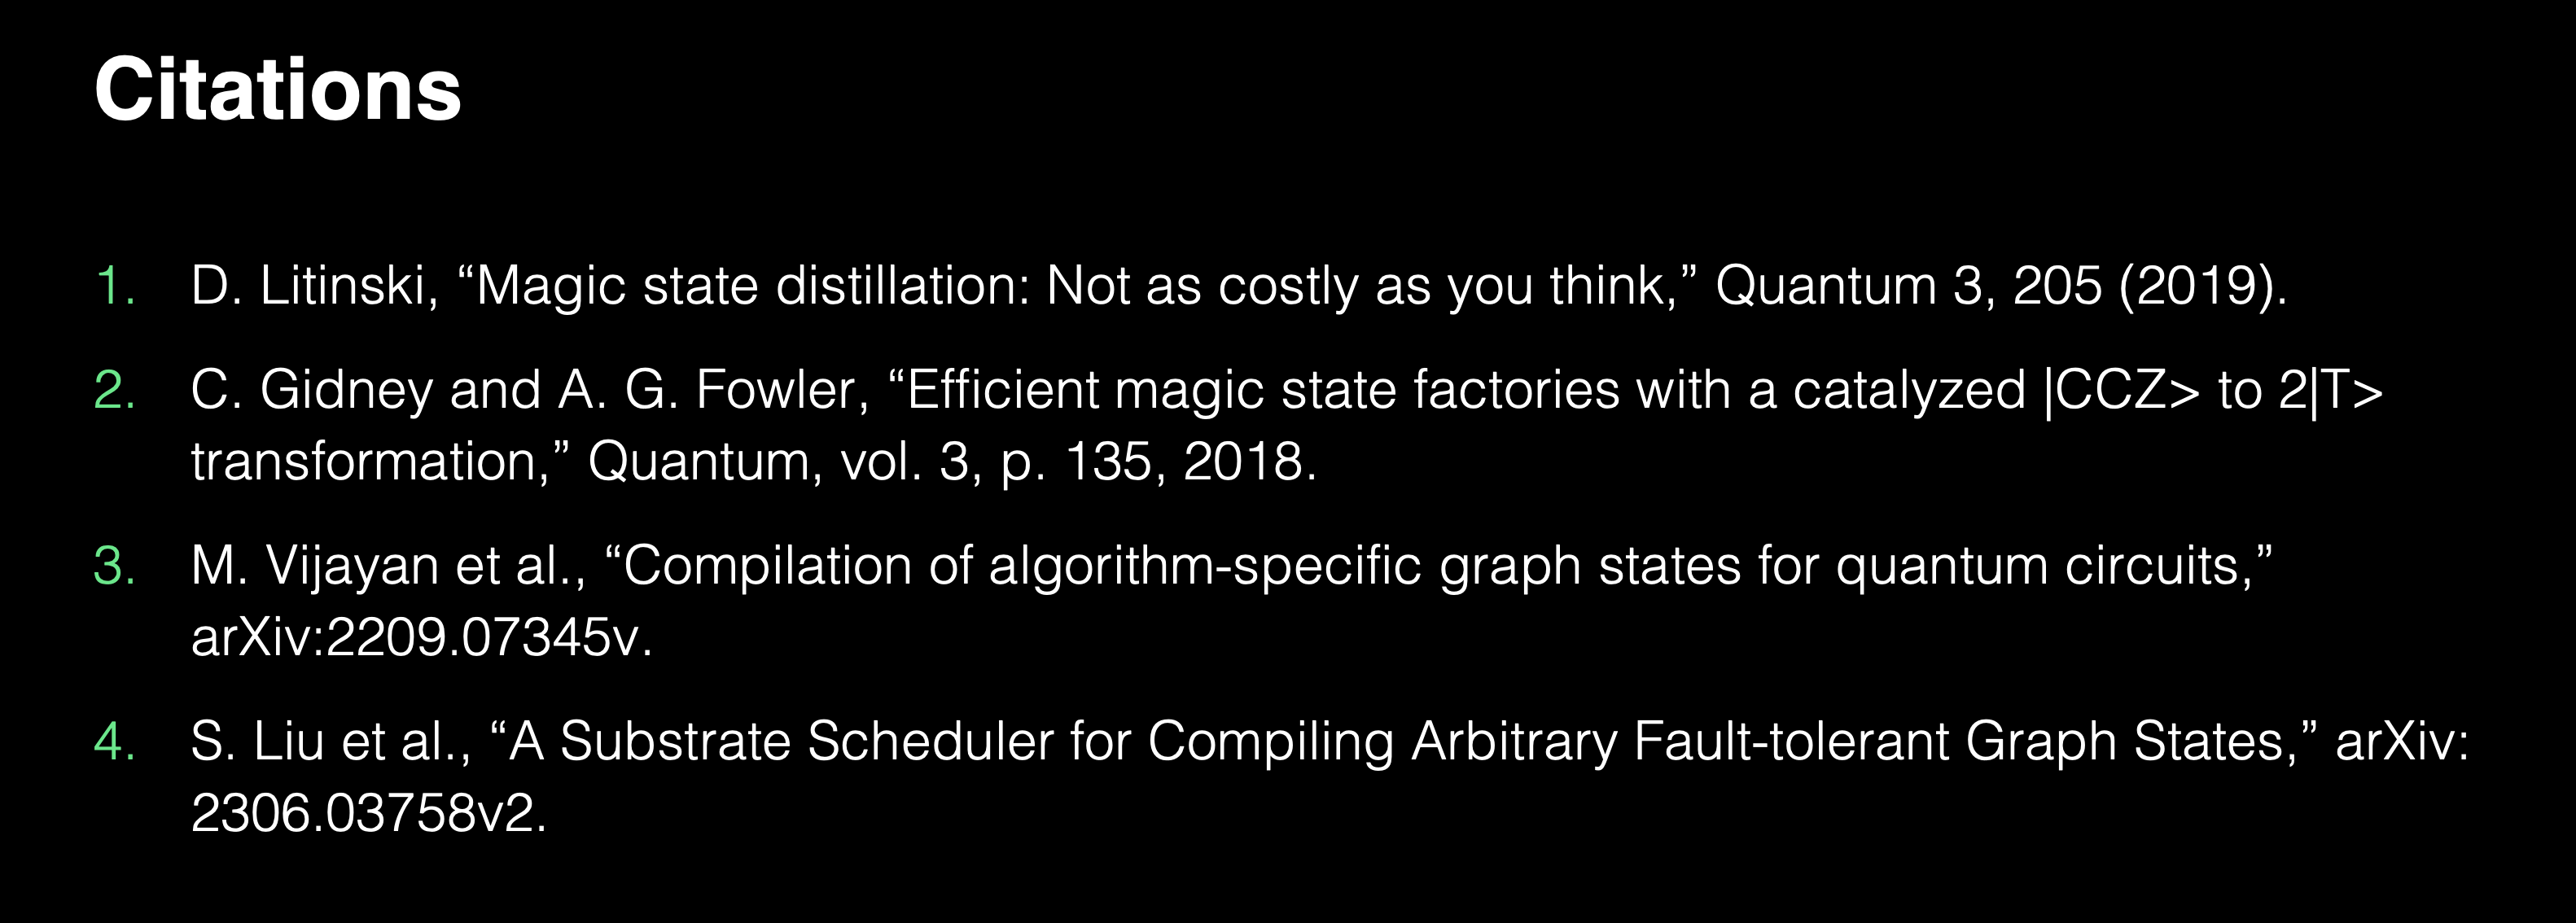 Citations
1. D. Litinski, “Magic state distillation: Not as costly as you think,” Quantum 3, 205 (2019).
2. C. Gidney and A. G. Fowler, “Efficient magic state factories with a catalyzed |CCZ> to 2|T>
transformation,” Quantum, vol. 3, p. 135, 2018.
3. M. Vijayan et al., “Compilation of algorithm-specific graph states for quantum circuits,”
arXiv:2209.07345v.
4. S. Liu et al., “A Substrate Scheduler for Compiling Arbitrary Fault-tolerant Graph States,” arXiv:
2306.03758v2.